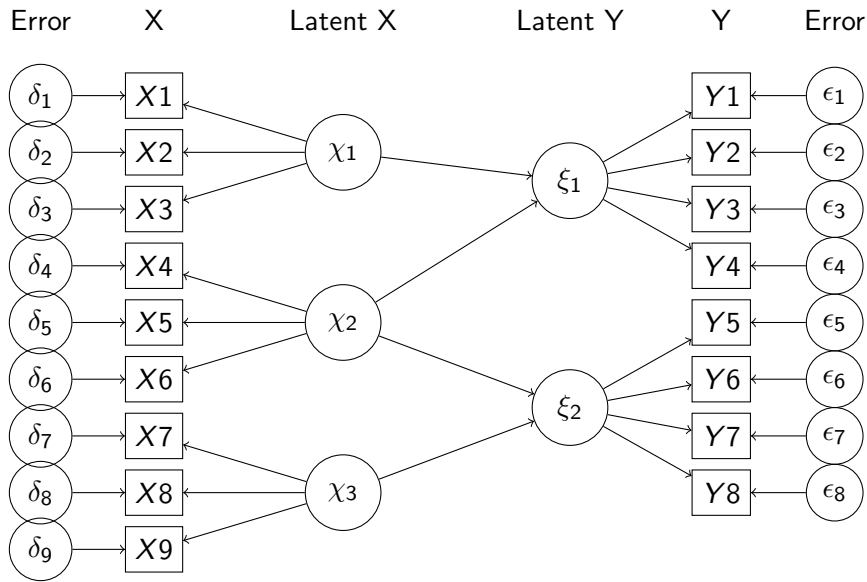 Error X Latent X Latent Y Y Error
δ1 X1 Y1 ϵ1
δ2 X2 χ1 Y2 ϵ2
ξ1
δ3 X3 Y3 ϵ3
δ4 X4 Y4 ϵ4
δ5 X5 χ2 Y5 ϵ5
δ6 X6 Y6 ϵ6
ξ2
δ7 X7 Y7 ϵ7
δ8 X8 χ3 Y8 ϵ8
δ9 X9